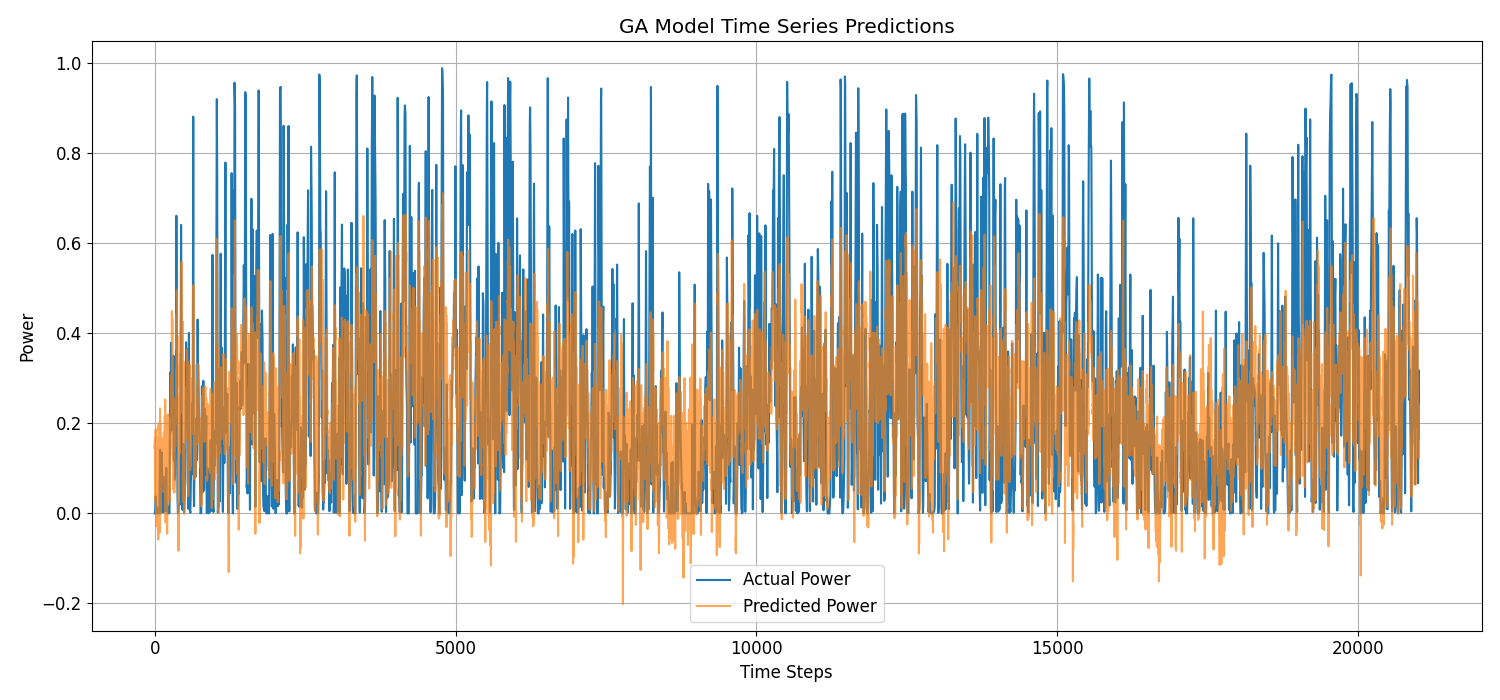 GA Model Time Series Predictions
1.0
0.8
0.6
0.4
0.2
0.0
−0.2
Power
Actual Power
Predicted Power
0 5000 10000 15000 20000
Time Steps